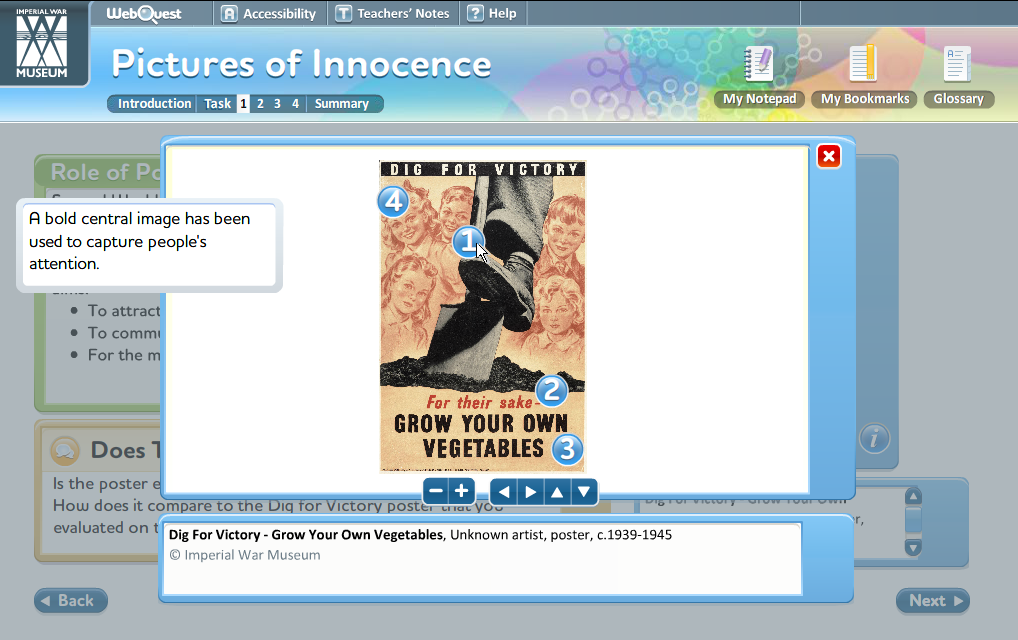 IMPERIAL WAR
MUSEUM
WebQuest
A Accessibility
T Teachers' Notes
? Help
Pictures of Innocence
Introduction Task 1 2 3 4 Summary
My Notepad
My Bookmarks
Glossary
Role of
A bold central image has been
used to capture people's
attention.
• To attract
• To
• For the
DIG FOR VICTORY
4
1
2
For their sake-
GROW YOUR OWN
VEGETABLES
3
Does
Is the poster
How does it compare to the Dig for Victory poster that you
evaluated on
i
Dig For Victory - Grow Your Own
Dig For Victory - Grow Your Own Vegetables, Unknown artist, poster, c.1939-1945
© Imperial War Museum
Back
Next